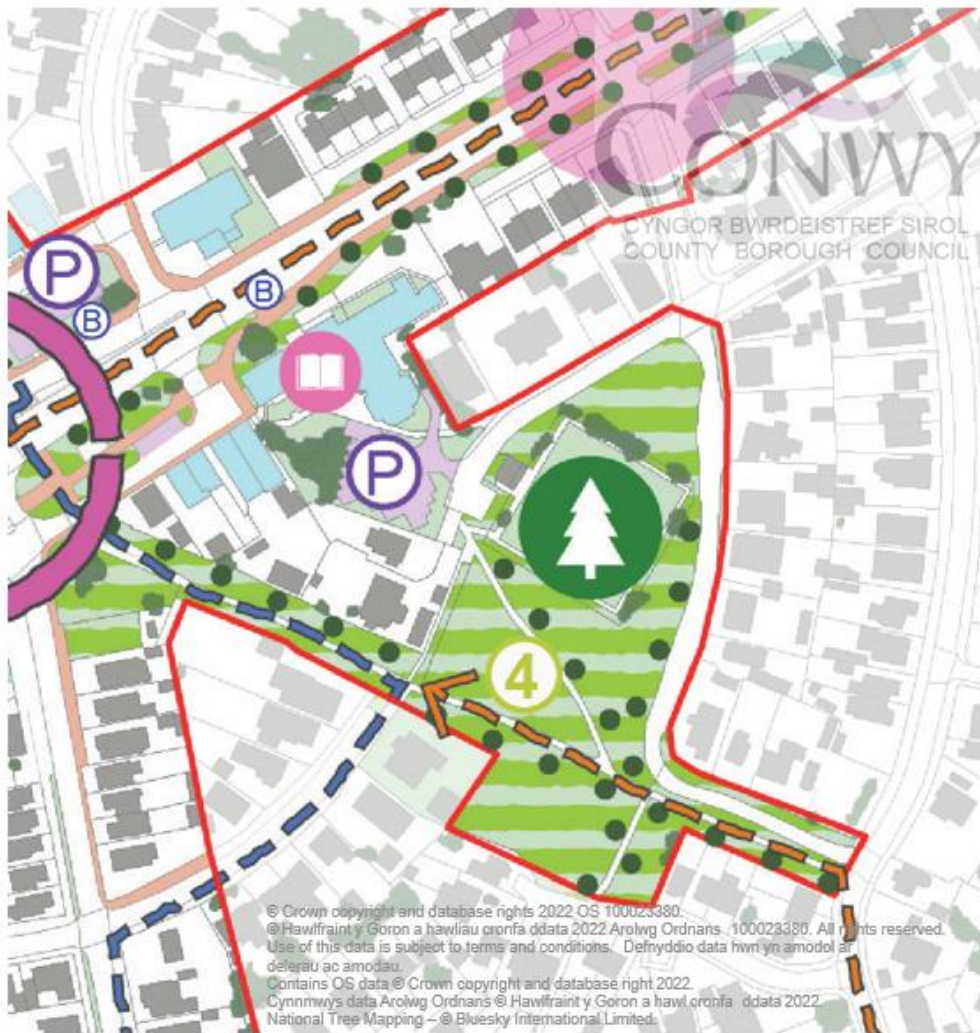 CONWY
CYNGOR BWRDEISTREF SIROL
COUNTY BOROUGH COUNCIL
P
B
B
P
4
© Crown copyright and database rights 2022 OS 100023380.
© Hawlfraint y Goron a hawliau cronfa ddata 2022 Arolwg Ordnans 100023380. All rights reserved.
Use of this data is subject to terms and conditions. Defnyddio data hwn yn amodol ar
delerau ac amodau.
Contains OS data © Crown copyright and database right 2022.
Cynnmwys data Arolwg Ordnans © Hawlfraint y Goron a hawl cronfa ddata 2022
National Tree Mapping – © Bluesky International Limited.